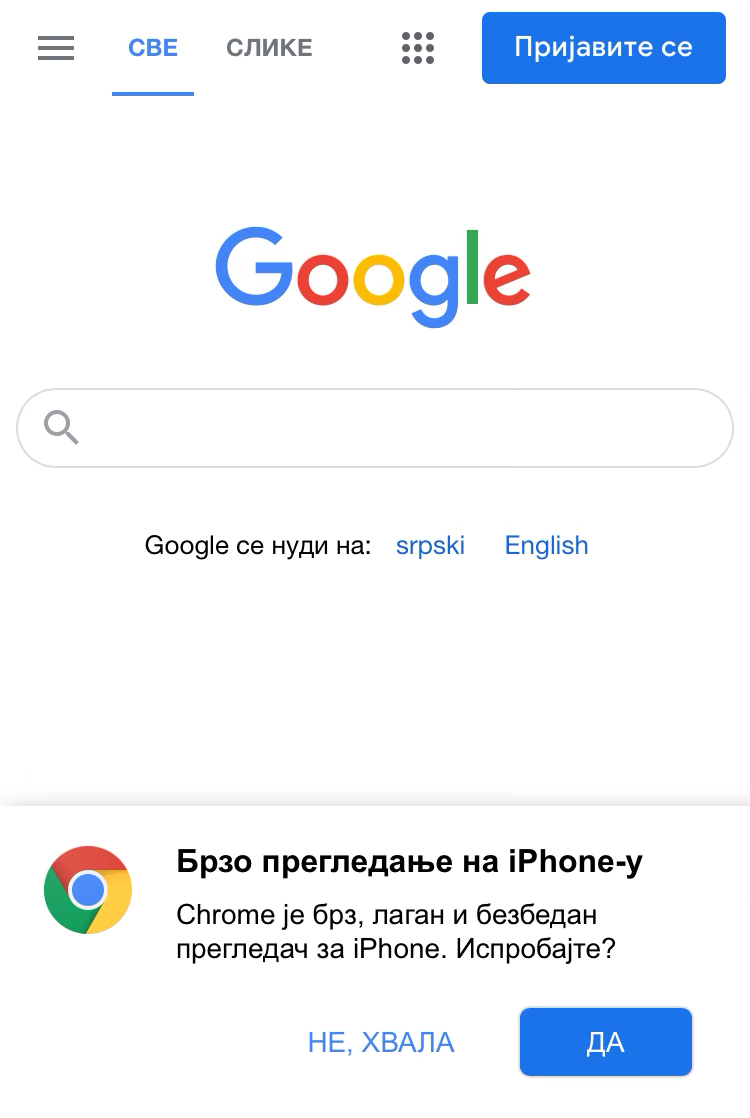 СВЕ
СЛИКЕ
Пријавите се
Google
Google се нуди на: srpski English
Брзо прегледање на iPhone-у
Chrome је брз, лаган и безбедан
прегледач за iPhone. Испробајте?
НЕ, ХВАЛА
ДА